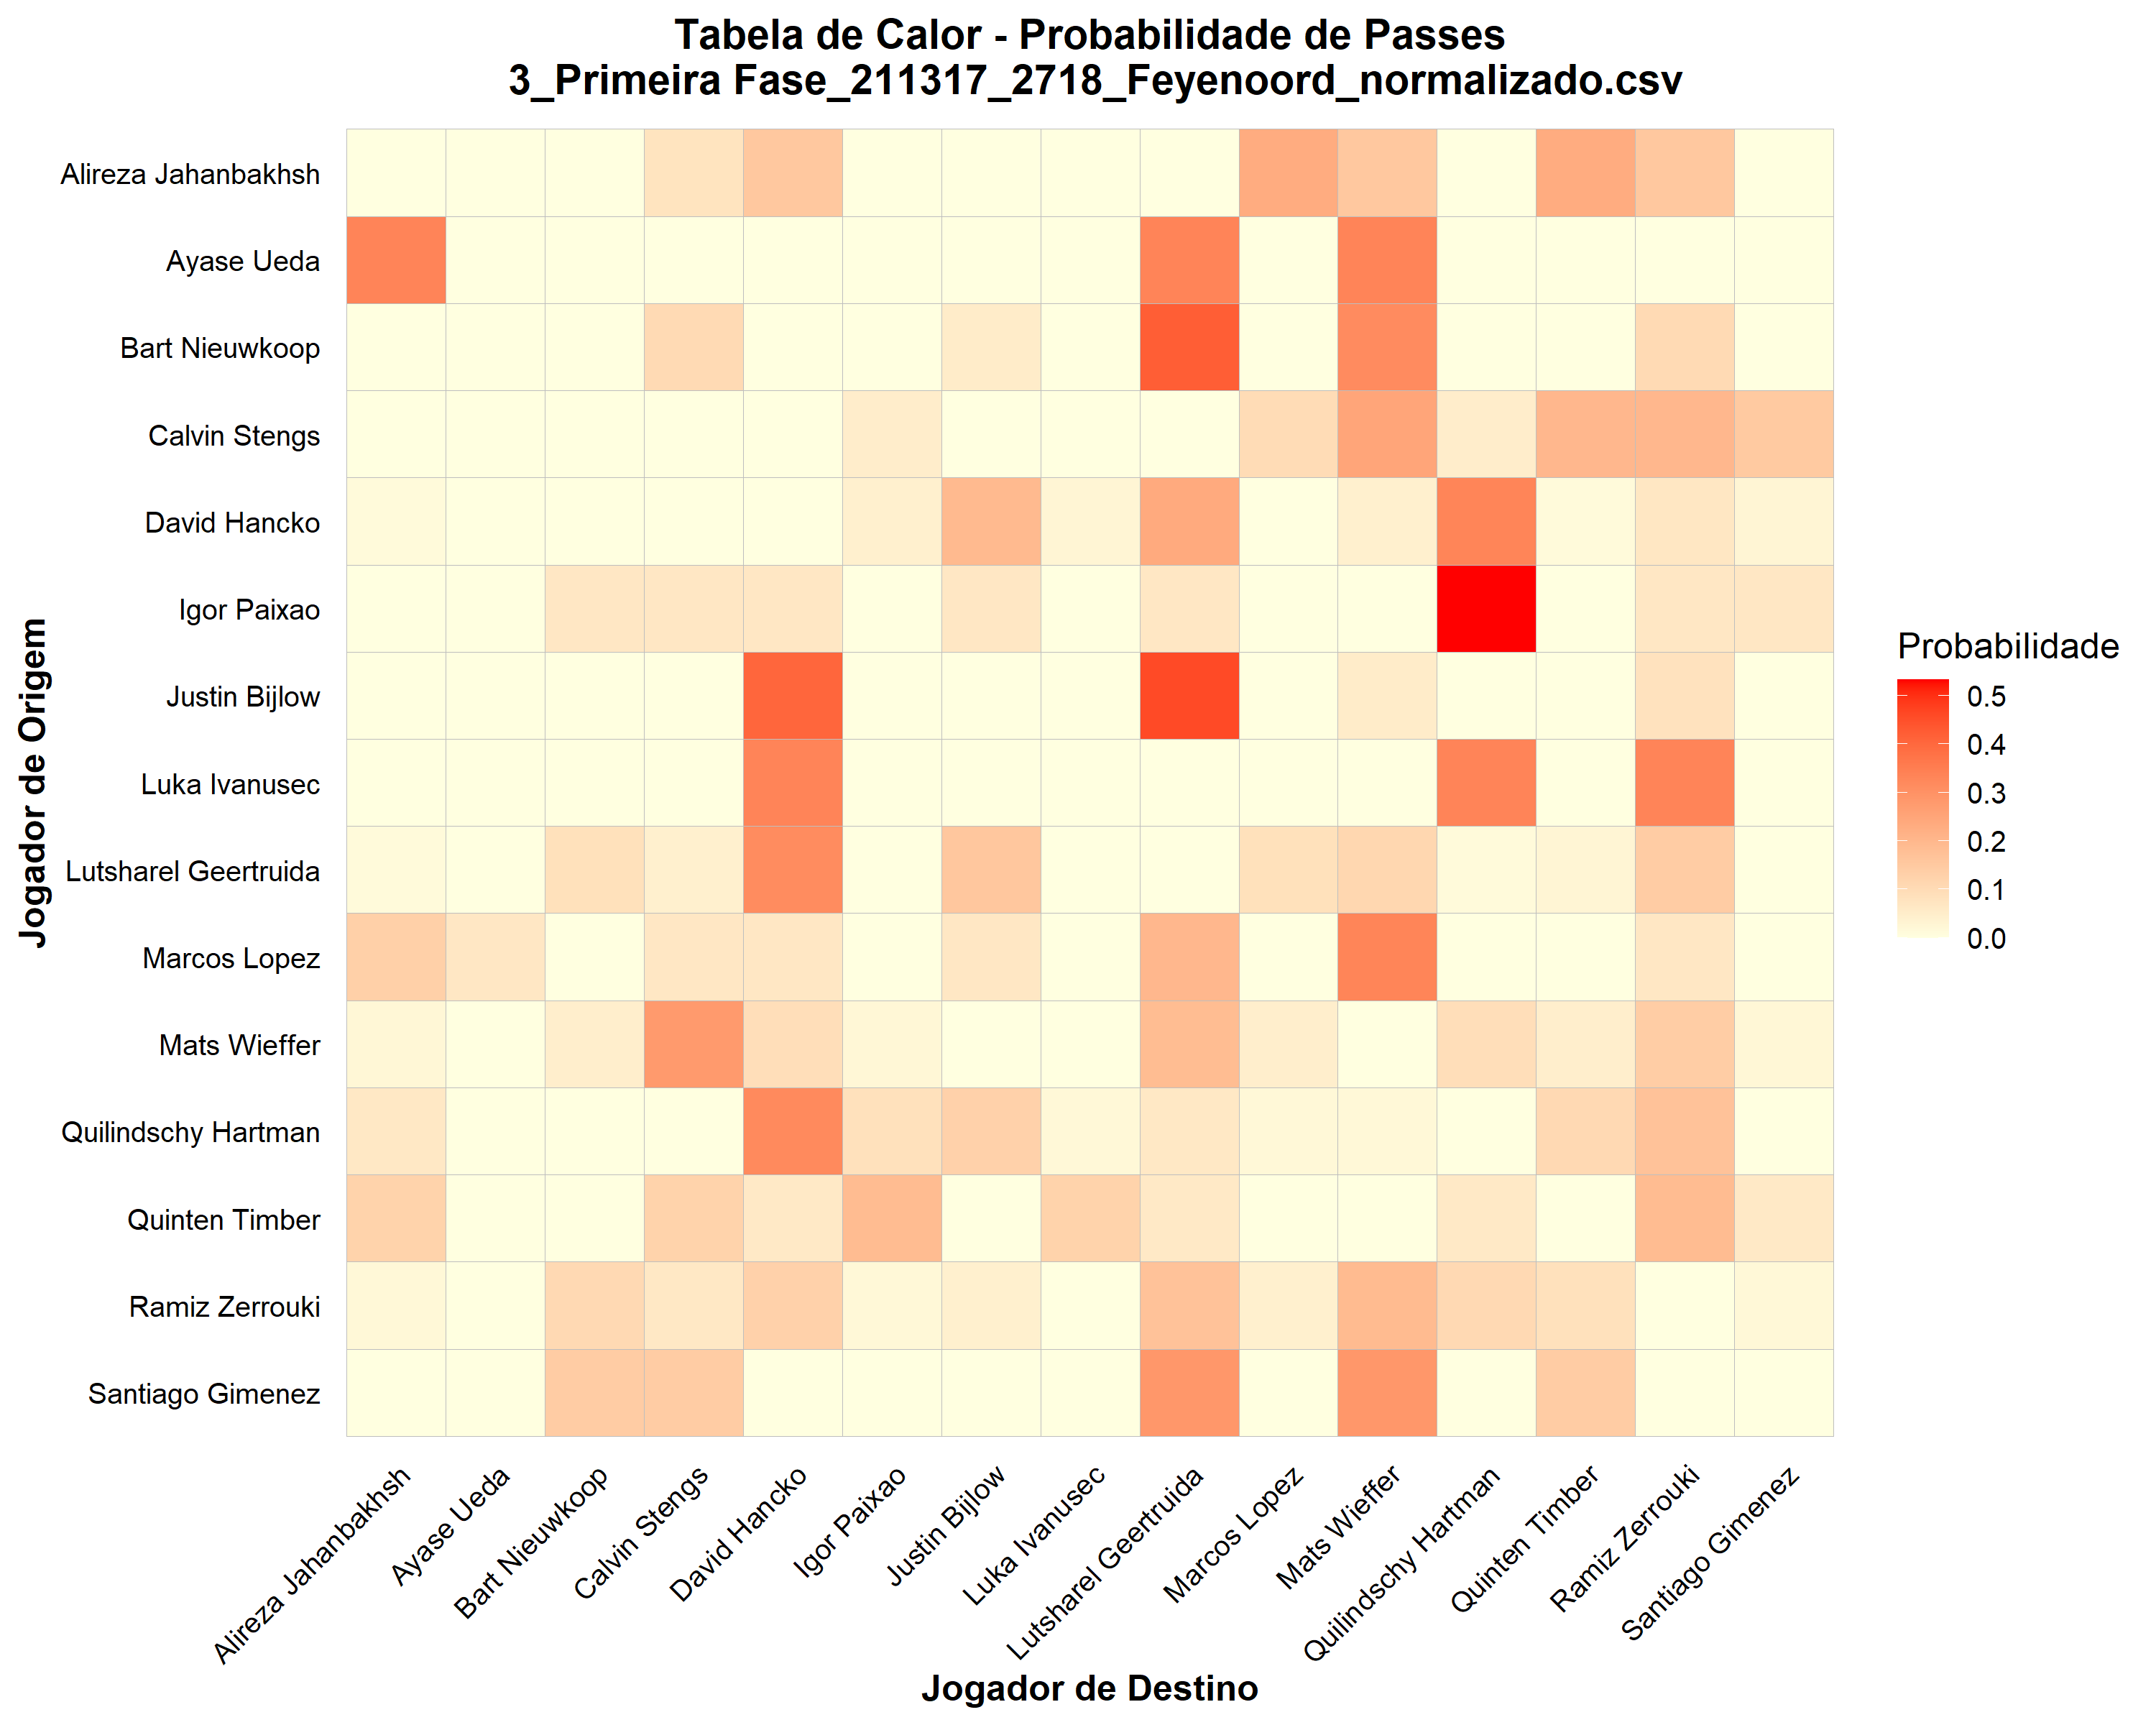 Tabela de Calor - Probabilidade de Passes
3_Primeira Fase_211317_2718_Feyenoord_normalizado.csv
Jogador de Origem
Alireza Jahanbakhsh
Ayase Ueda
Bart Nieuwkoop
Calvin Stengs
David Hancko
Igor Paixao
Justin Bijlow
Luka Ivanusec
Lutsharel Geertruida
Marcos Lopez
Mats Wieffer
Quilindschy Hartman
Quinten Timber
Ramiz Zerrouki
Santiago Gimenez
Alireza Jahanbakhsh
Ayase Ueda
Bart Nieuwkoop
Calvin Stengs
David Hancko
Igor Paixao
Justin Bijlow
Luka Ivanusec
Lutsharel Geertruida
Marcos Lopez
Mats Wieffer
Quilindschy Hartman
Quinten Timber
Ramiz Zerrouki
Santiago Gimenez
Jogador de Destino
Probabilidade
0.5
0.4
0.3
0.2
0.1
0.0